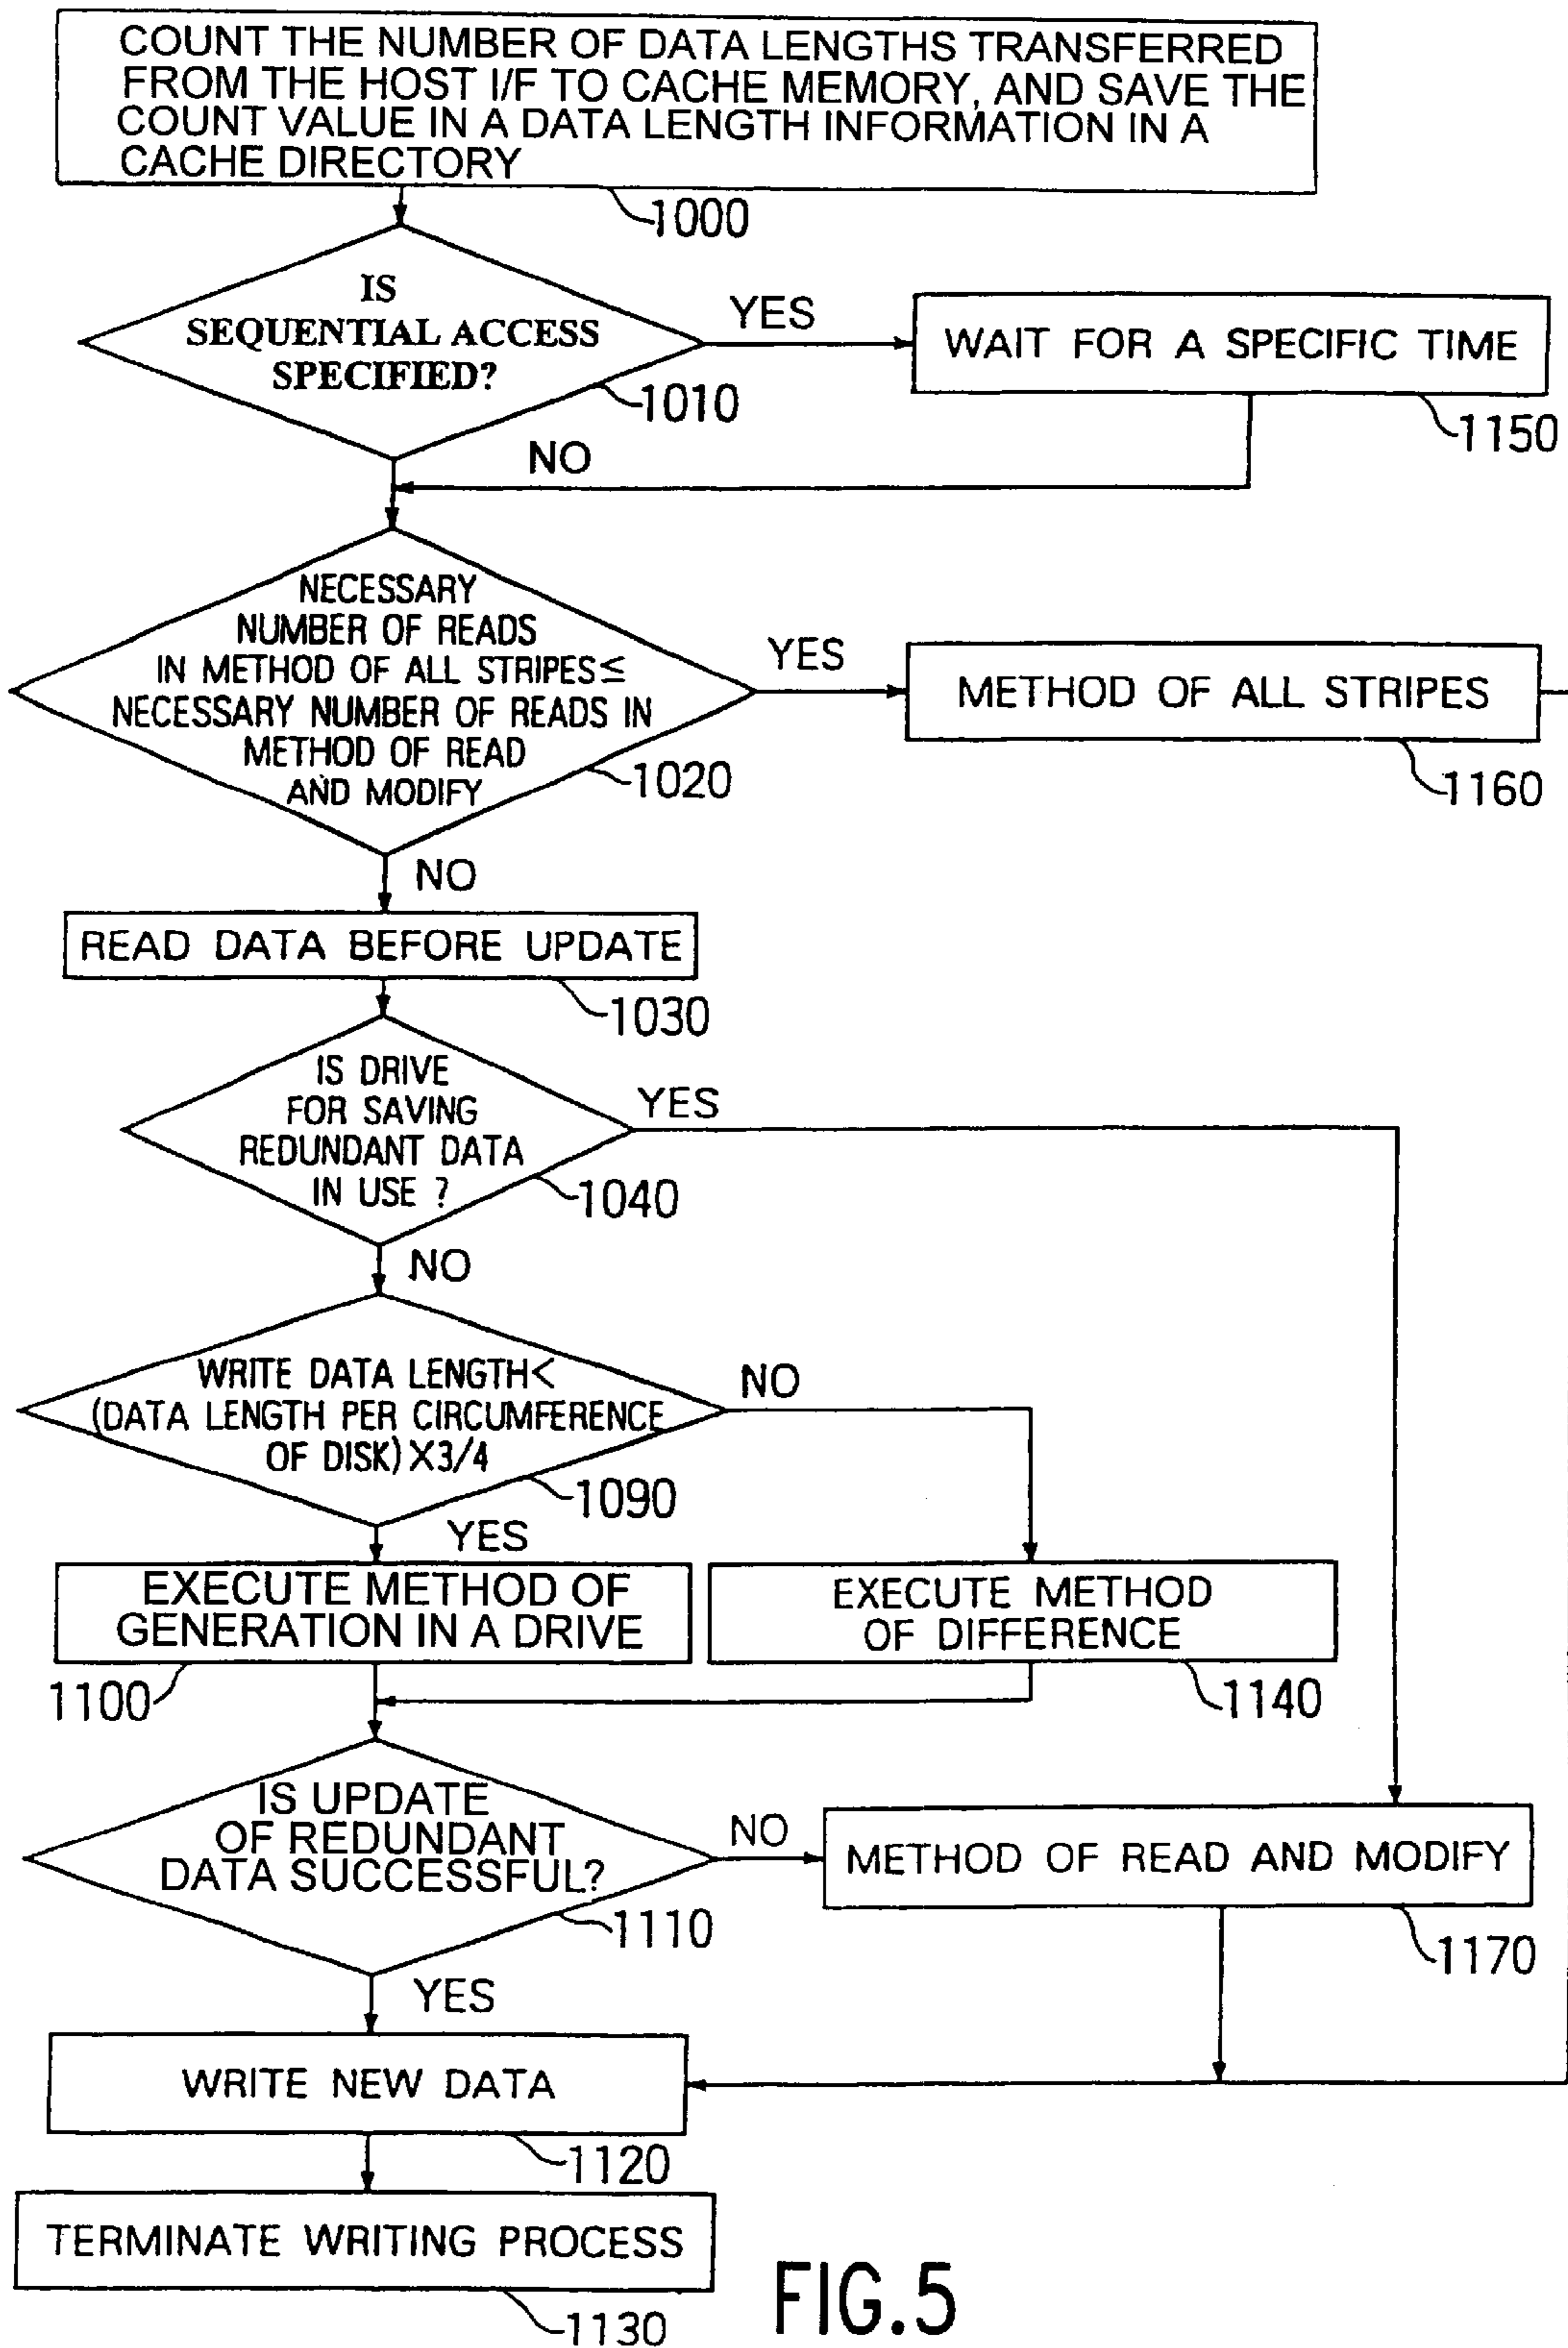 COUNT THE NUMBER OF DATA LENGTHS TRANSFERRED
FROM THE HOST I/F TO CACHE MEMORY, AND SAVE THE
COUNT VALUE IN A DATA LENGTH INFORMATION IN A
CACHE DIRECTORY
1000
IS
SEQUENTIAL ACCESS
SPECIFIED?
1010
YES
WAIT FOR A SPECIFIC TIME
1150
NO
NECESSARY
NUMBER OF READS
IN METHOD OF ALL STRIPES≦
NECESSARY NUMBER OF READS IN
METHOD OF READ
AND MODIFY
1020
YES
METHOD OF ALL STRIPES
1160
NO
READ DATA BEFORE UPDATE
1030
IS DRIVE
FOR SAVING
REDUNDANT DATA
IN USE ?
1040
YES
NO
WRITE DATA LENGTH<
(DATA LENGTH PER CIRCUMFERENCE
OF DISK)X3/4
1090
NO
YES
EXECUTE METHOD OF
GENERATION IN A DRIVE
1100
EXECUTE METHOD
OF DIFFERENCE
1140
IS UPDATE
OF REDUNDANT
DATA SUCCESSFUL?
1110
NO
METHOD OF READ AND MODIFY
1170
YES
WRITE NEW DATA
1120
TERMINATE WRITING PROCESS
1130
FIG.5